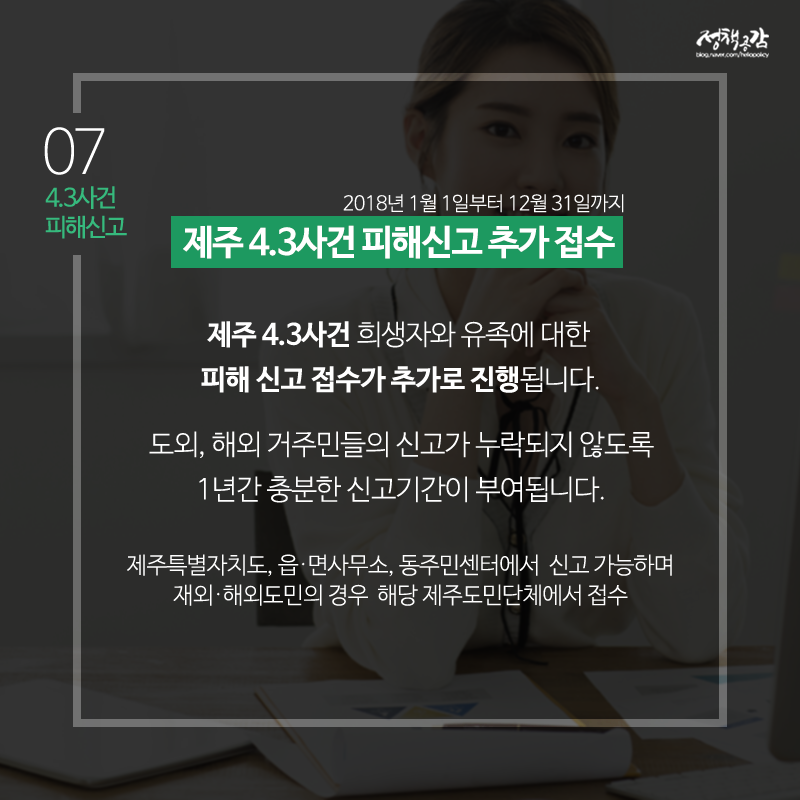 정책공감
blog.naver.com/hellopolicy
07
4.3사건
피해신고
2018년 1월 1일부터 12월 31일까지
제주 4.3사건 피해신고 추가 접수
제주 4.3사건 희생자와 유족에 대한
피해 신고 접수가 추가로 진행됩니다.
도외, 해외 거주민들의 신고가 누락되지 않도록
1년간 충분한 신고기간이 부여됩니다.
제주특별자치도, 읍·면사무소, 동주민센터에서 신고 가능하며
재외·해외도민의 경우 해당 제주도민단체에서 접수